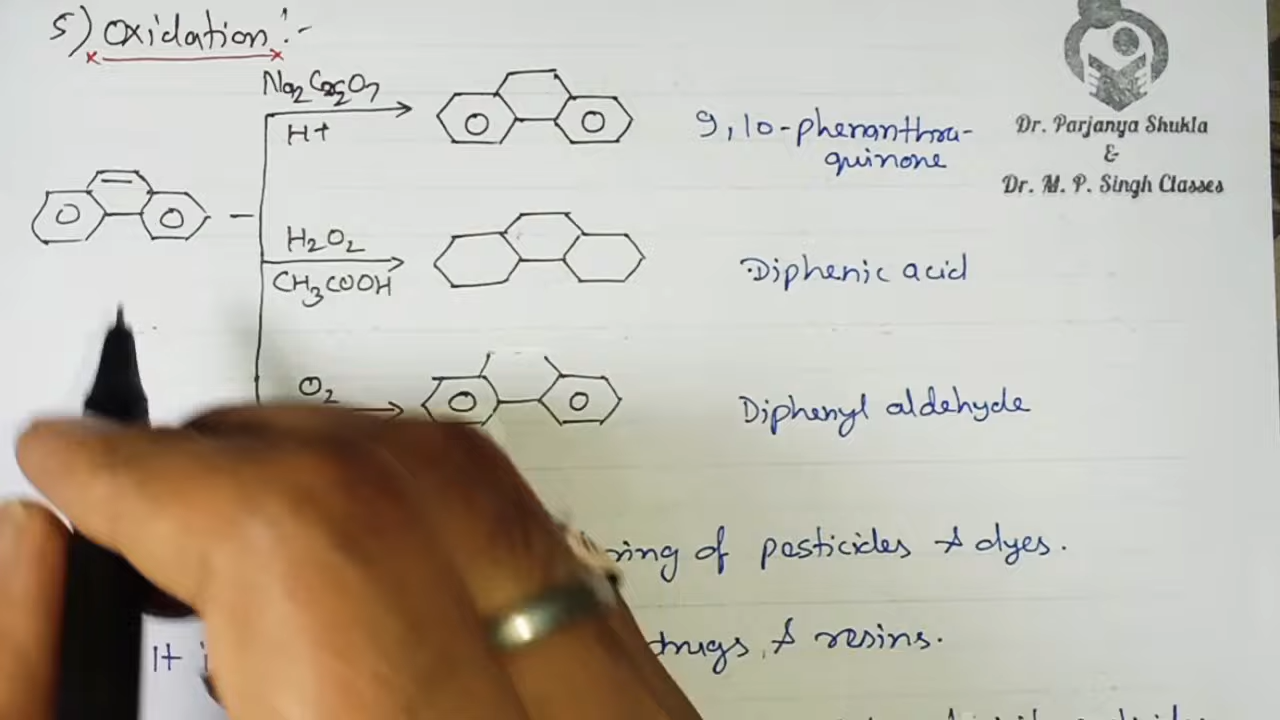 5) Oxidation:-
Na2Cr2O7
H+
9,10-phenanthra-
quinone
Dr. Parjanya Shukla
&
Dr. M. P. Singh Classes
H2O2
CH3COOH
Diphenic acid
O2
Diphenyl aldehyde
ring of pesticides & dyes.
It
drugs & resins.